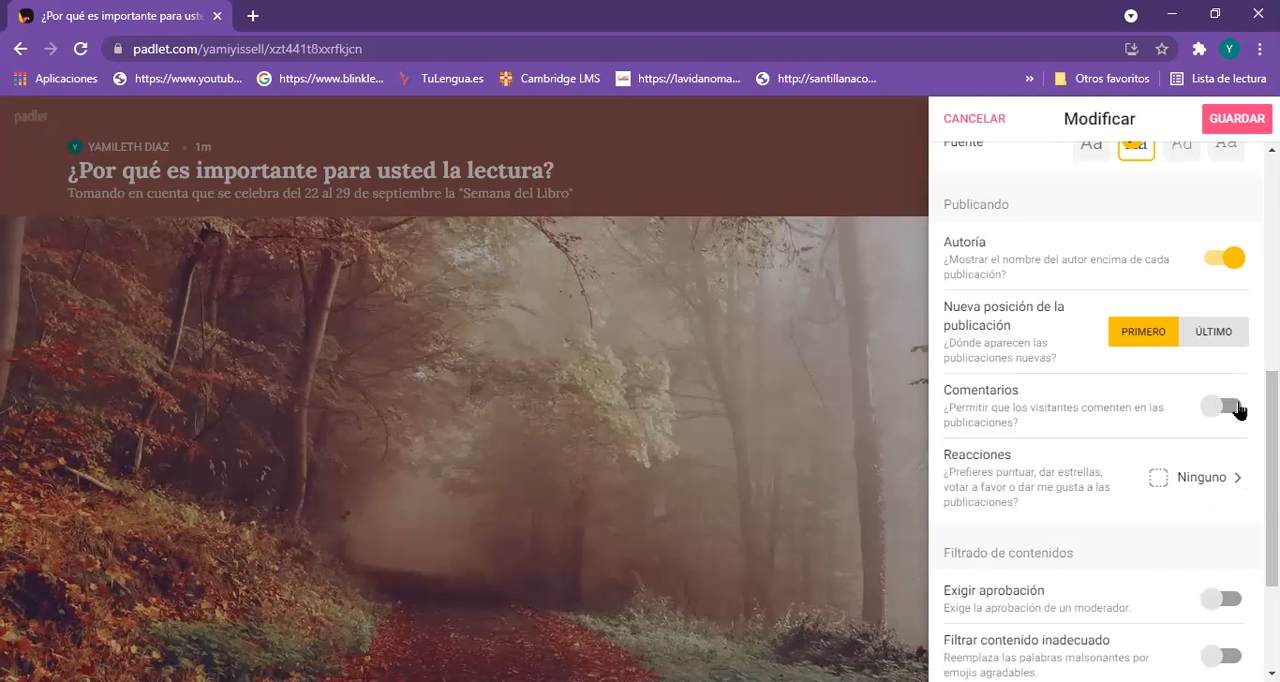 ¿Por qué es importante para uste
padlet.com/yamiyissell/xzt441t8xxrfkjcn
Y
Aplicaciones
https://www.youtub...
https://www.blinkle...
TuLengua.es
Cambridge LMS
https://lavidanoma...
http://santillanaco...
»
Otros favoritos
Lista de lectura
padlet
Y YAMILETH DIAZ • 1m
¿Por qué es importante para usted la lectura?
Tomando en cuenta que se celebra del 22 al 29 de septiembre la "Semana del Libro"
CANCELAR
Modificar
GUARDAR
Fuente
Aa Aa Aa Aa
Publicando
Autoría
¿Mostrar el nombre del autor encima de cada
publicación?
Nueva posición de la
publicación
¿Dónde aparecen las
publicaciones nuevas?
PRIMERO
ÚLTIMO
Comentarios
¿Permitir que los visitantes comenten en las
publicaciones?
Reacciones
¿Prefieres puntuar, dar estrellas,
votar a favor o dar me gusta a las
publicaciones?
Ninguno
Filtrado de contenidos
Exigir aprobación
Exige la aprobación de un moderador.
Filtrar contenido inadecuado
Reemplaza las palabras malsonantes por
emojis agradables.